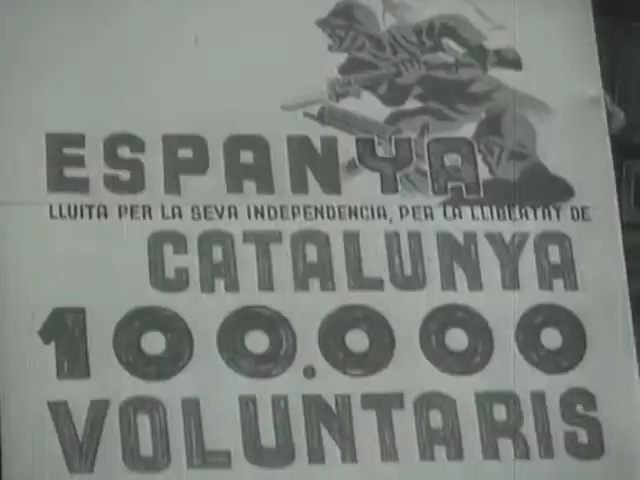 ESPANYA
LLUITA PER LA SEVA INDEPENDENCIA, PER LA LLIBERTAT DE
CATALUNYA
100.000
VOLUNTARIS